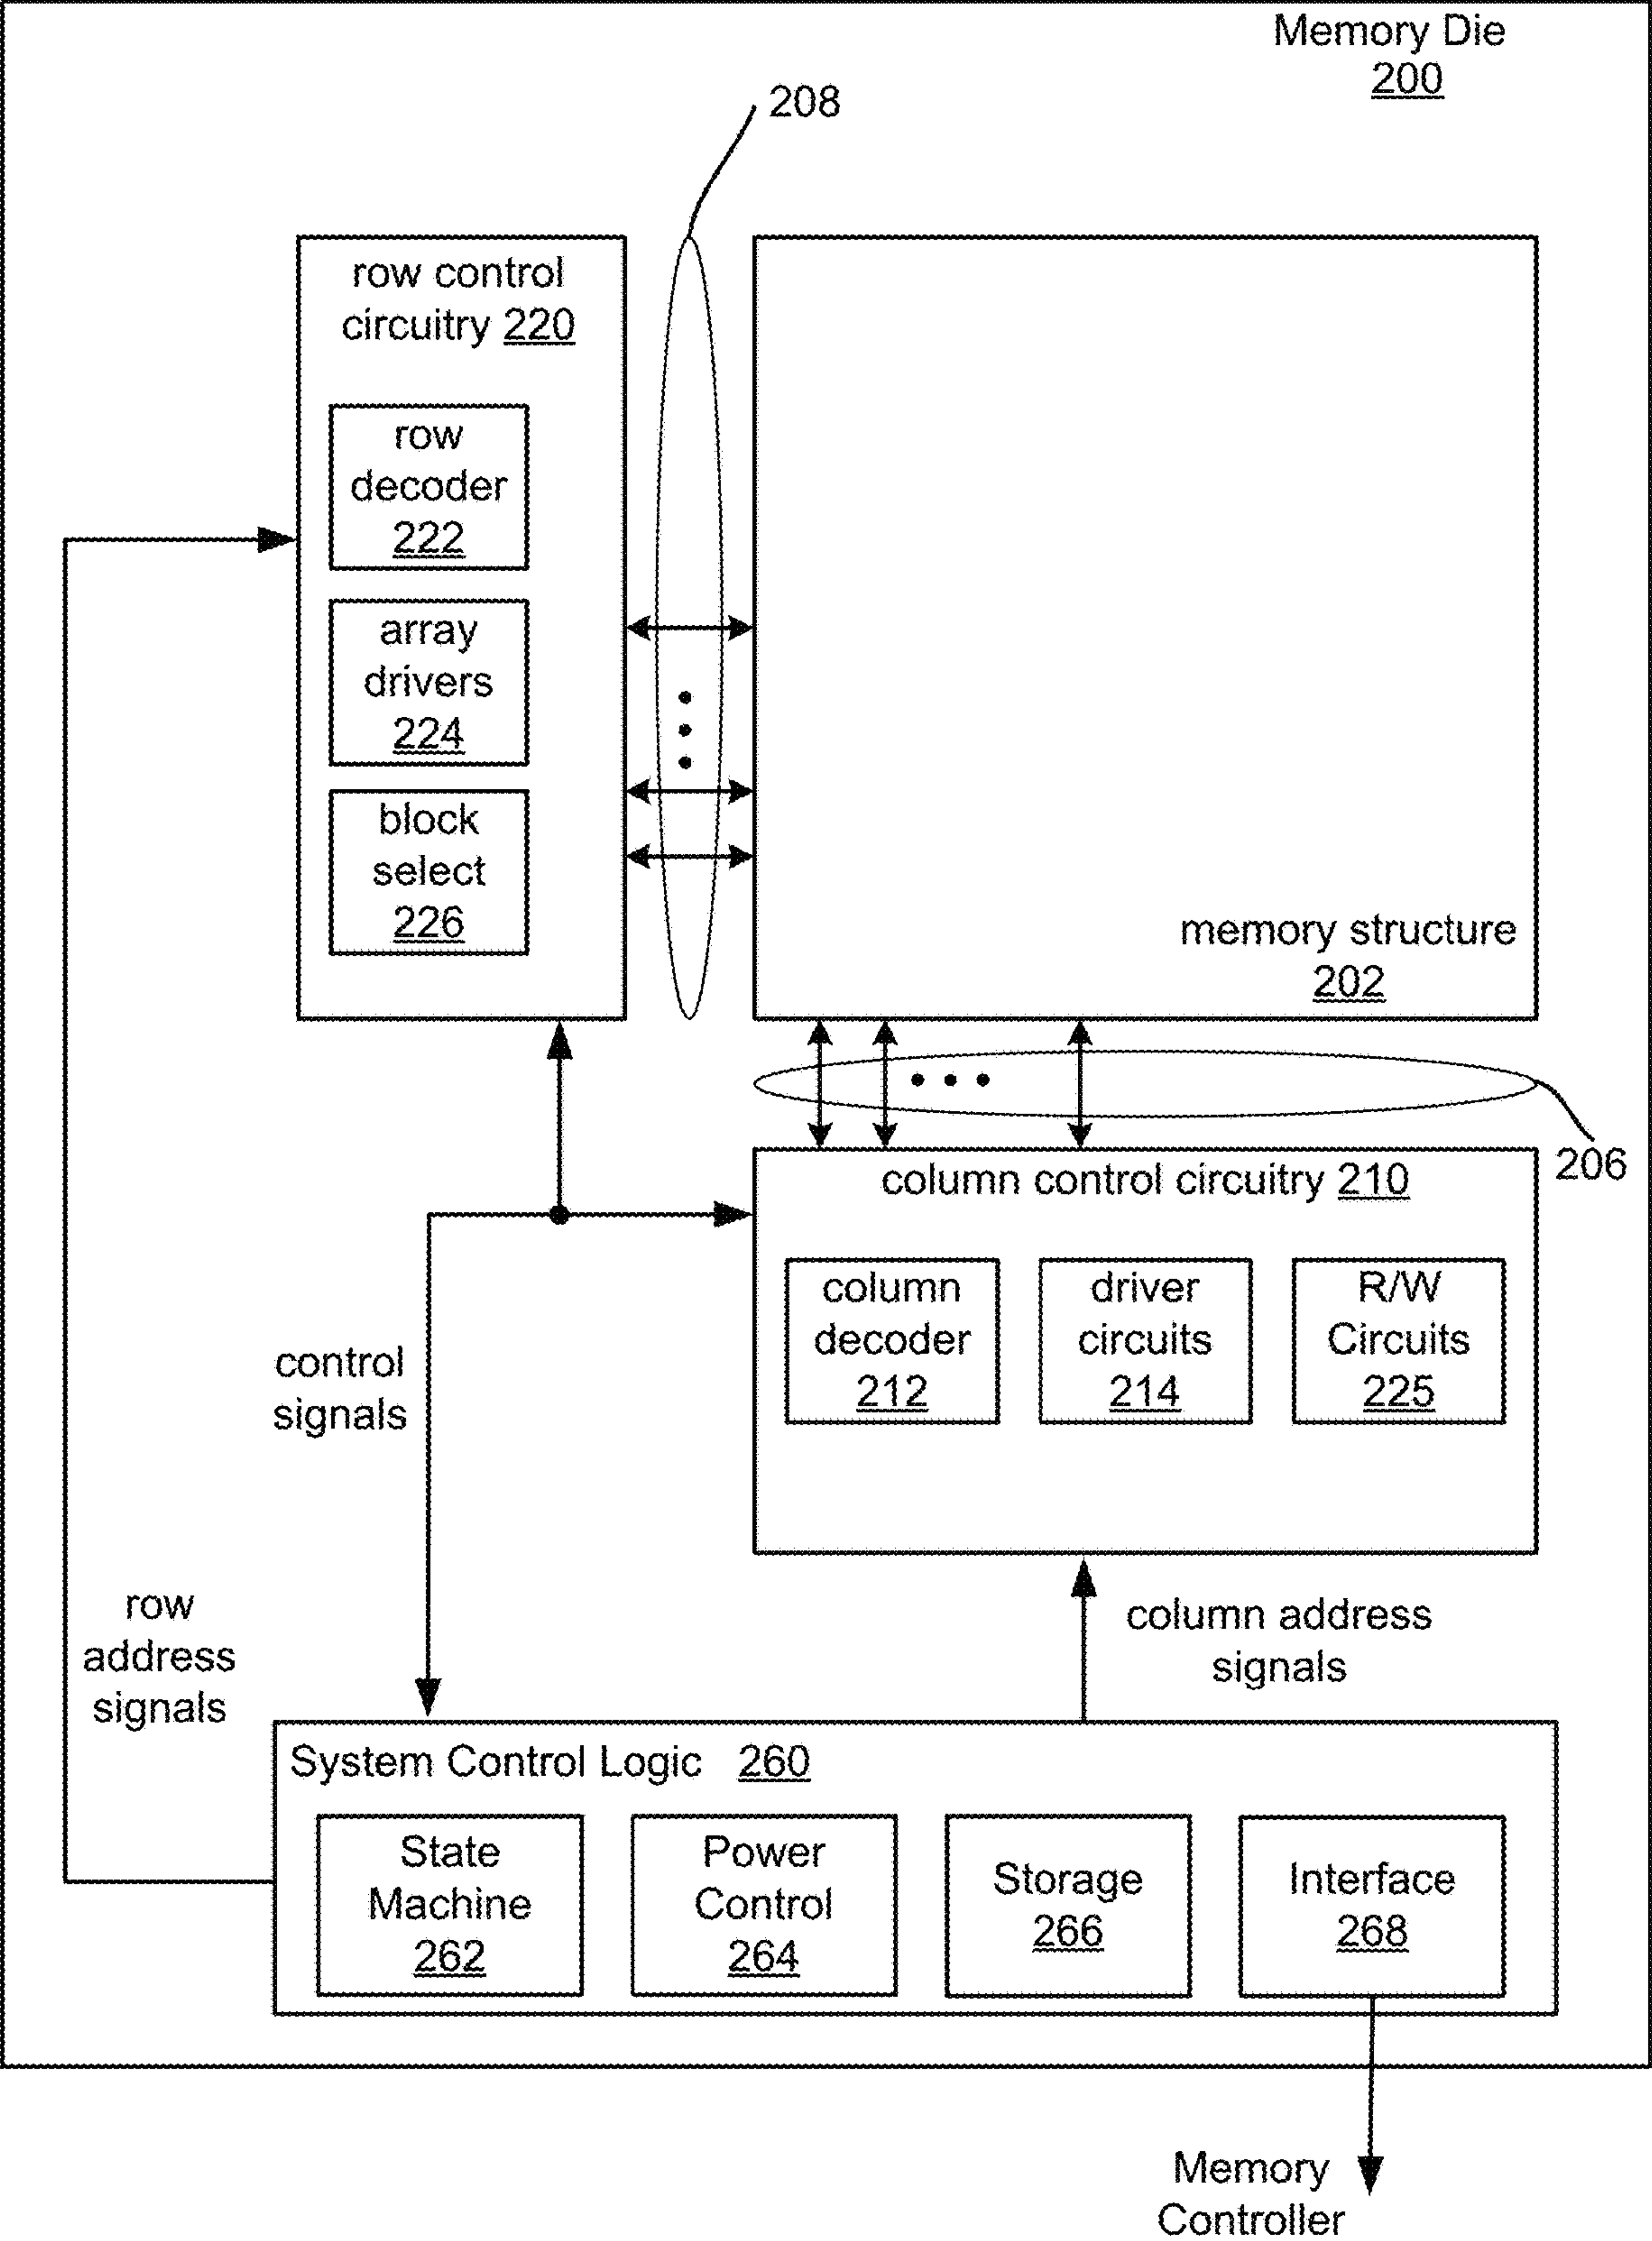 Memory Die
200
208
row control
circuitry 220
row
decoder
222
array
drivers
224
block
select
226
memory structure
202
206
column control circuitry 210
column
decoder
212
driver
circuits
214
R/W
Circuits
225
control
signals
row
address
signals
column address
signals
System Control Logic 260
State
Machine
262
Power
Control
264
Storage
266
Interface
268
Memory
Controller